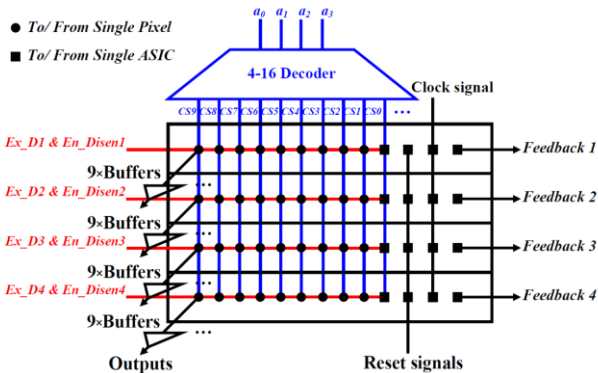 ● To/ From Single Pixel
■ To/ From Single ASIC
a0 a1 a2 a3
4-16 Decoder
Clock signal
CS9 CS8 CS7 CS6 CS5 CS4 CS3 CS2 CS1 CS0 ...
Ex_D1 & En_Disen1
Feedback 1
9×Buffers ...
Ex_D2 & En_Disen2
Feedback 2
9×Buffers ...
Ex_D3 & En_Disen3
Feedback 3
9×Buffers ...
Ex_D4 & En_Disen4
Feedback 4
9×Buffers ...
Outputs
Reset signals